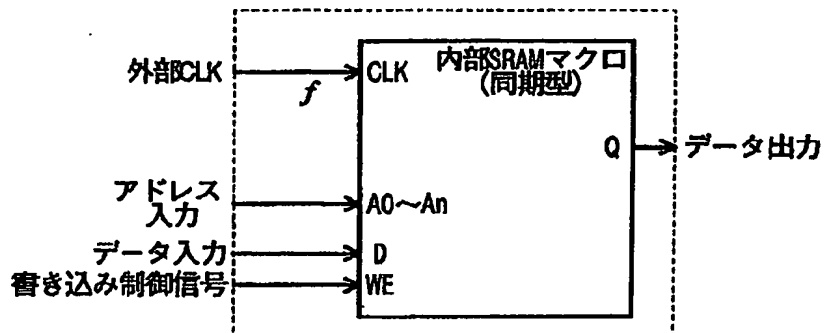 外部CLK
f
CLK
内部SRAMマクロ
(同期型)
Q
データ出力
アドレス
入力
A0～An
データ入力
D
書き込み制御信号
WE